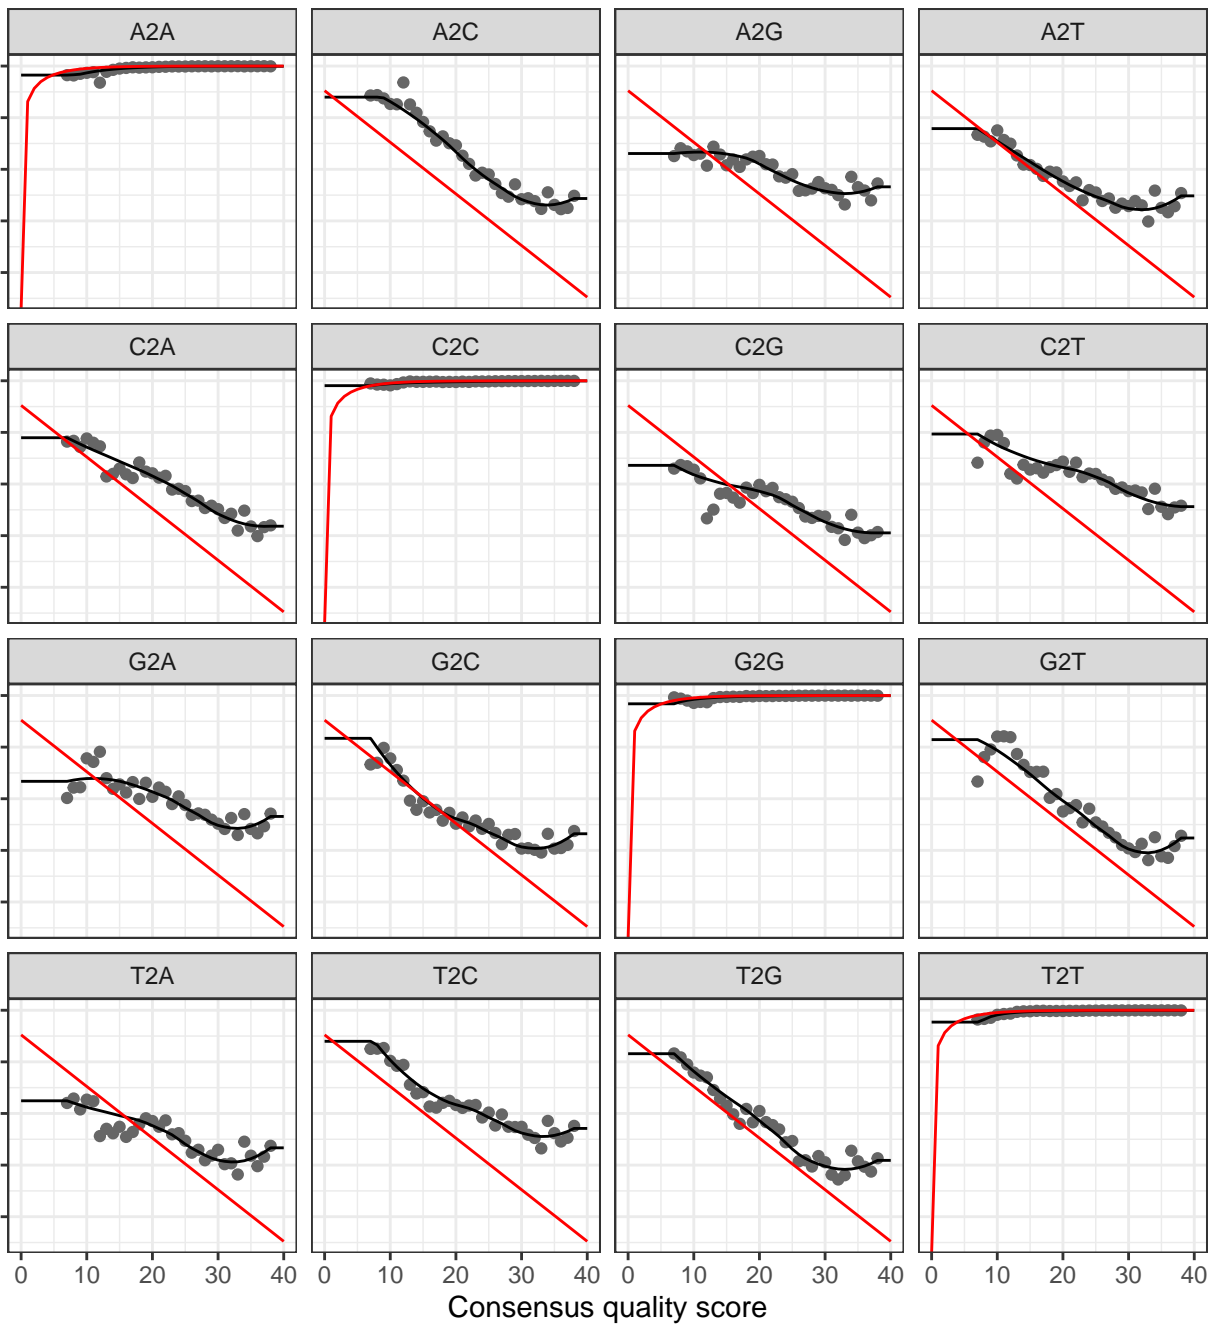 A2A A2C A2G A2T
C2A C2C C2G C2T
G2A G2C G2G G2T
T2A T2C T2G T2T
0 10 20 30 40 0 10 20 30 40 0 10 20 30 40 0 10 20 30 40
Consensus quality score